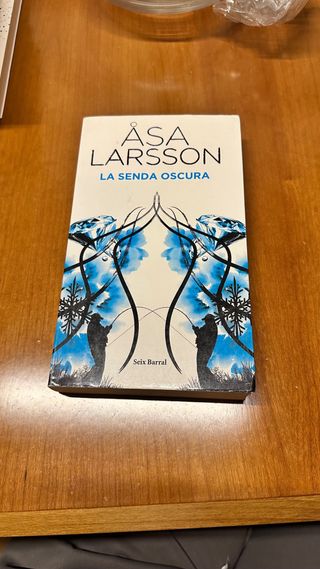 ÅSA
LARSSON
LA SENDA OSCURA
Seix Barral